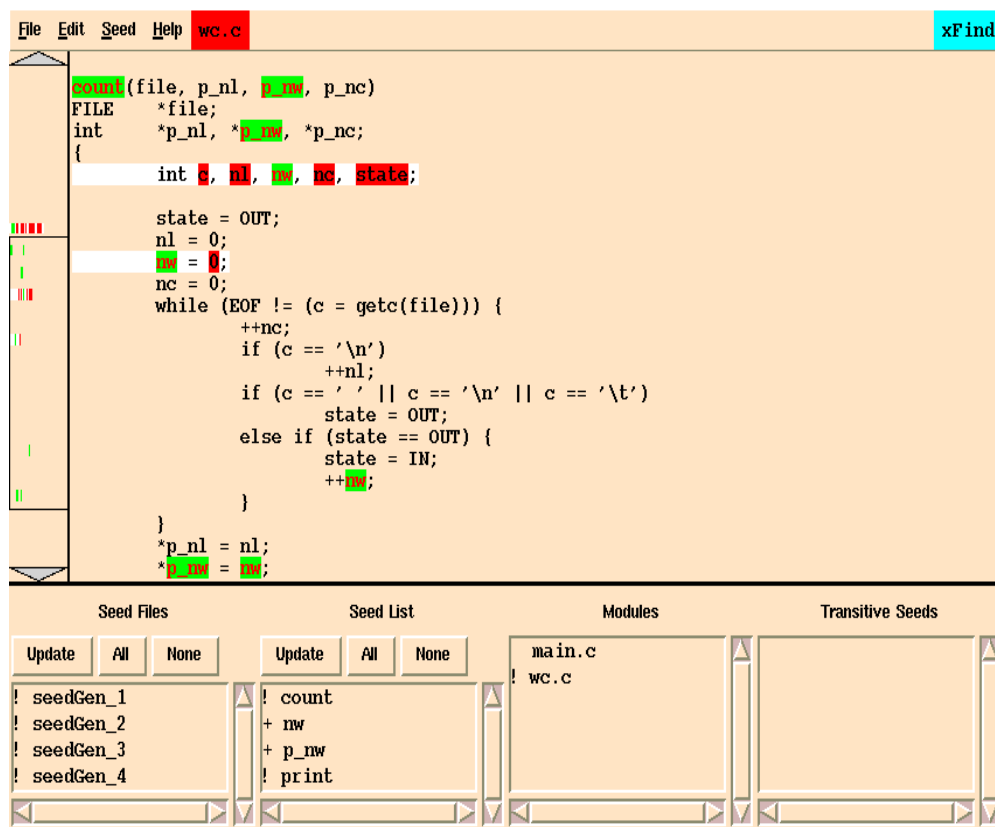 File Edit Seed Help wc.c xFind
count(file, p_nl, p_nw, p_nc)
FILE *file;
int *p_nl, *p_nw, *p_nc;
{
int c, nl, nw, nc, state;
state = OUT;
nl = 0;
nw = 0;
nc = 0;
while (EOF != (c = getc(file))) {
++nc;
if (c == '\n')
++nl;
if (c == ' ' || c == '\n' || c == '\t')
state = OUT;
else if (state == OUT) {
state = IN;
++nw;
}
}
*p_nl = nl;
*p_nw = nw;
Seed Files Seed List Modules Transitive Seeds
Update All None Update All None
! seedGen_1
! seedGen_2
! seedGen_3
! seedGen_4
! count
+ nw
+ p_nw
! print
main.c
! wc.c